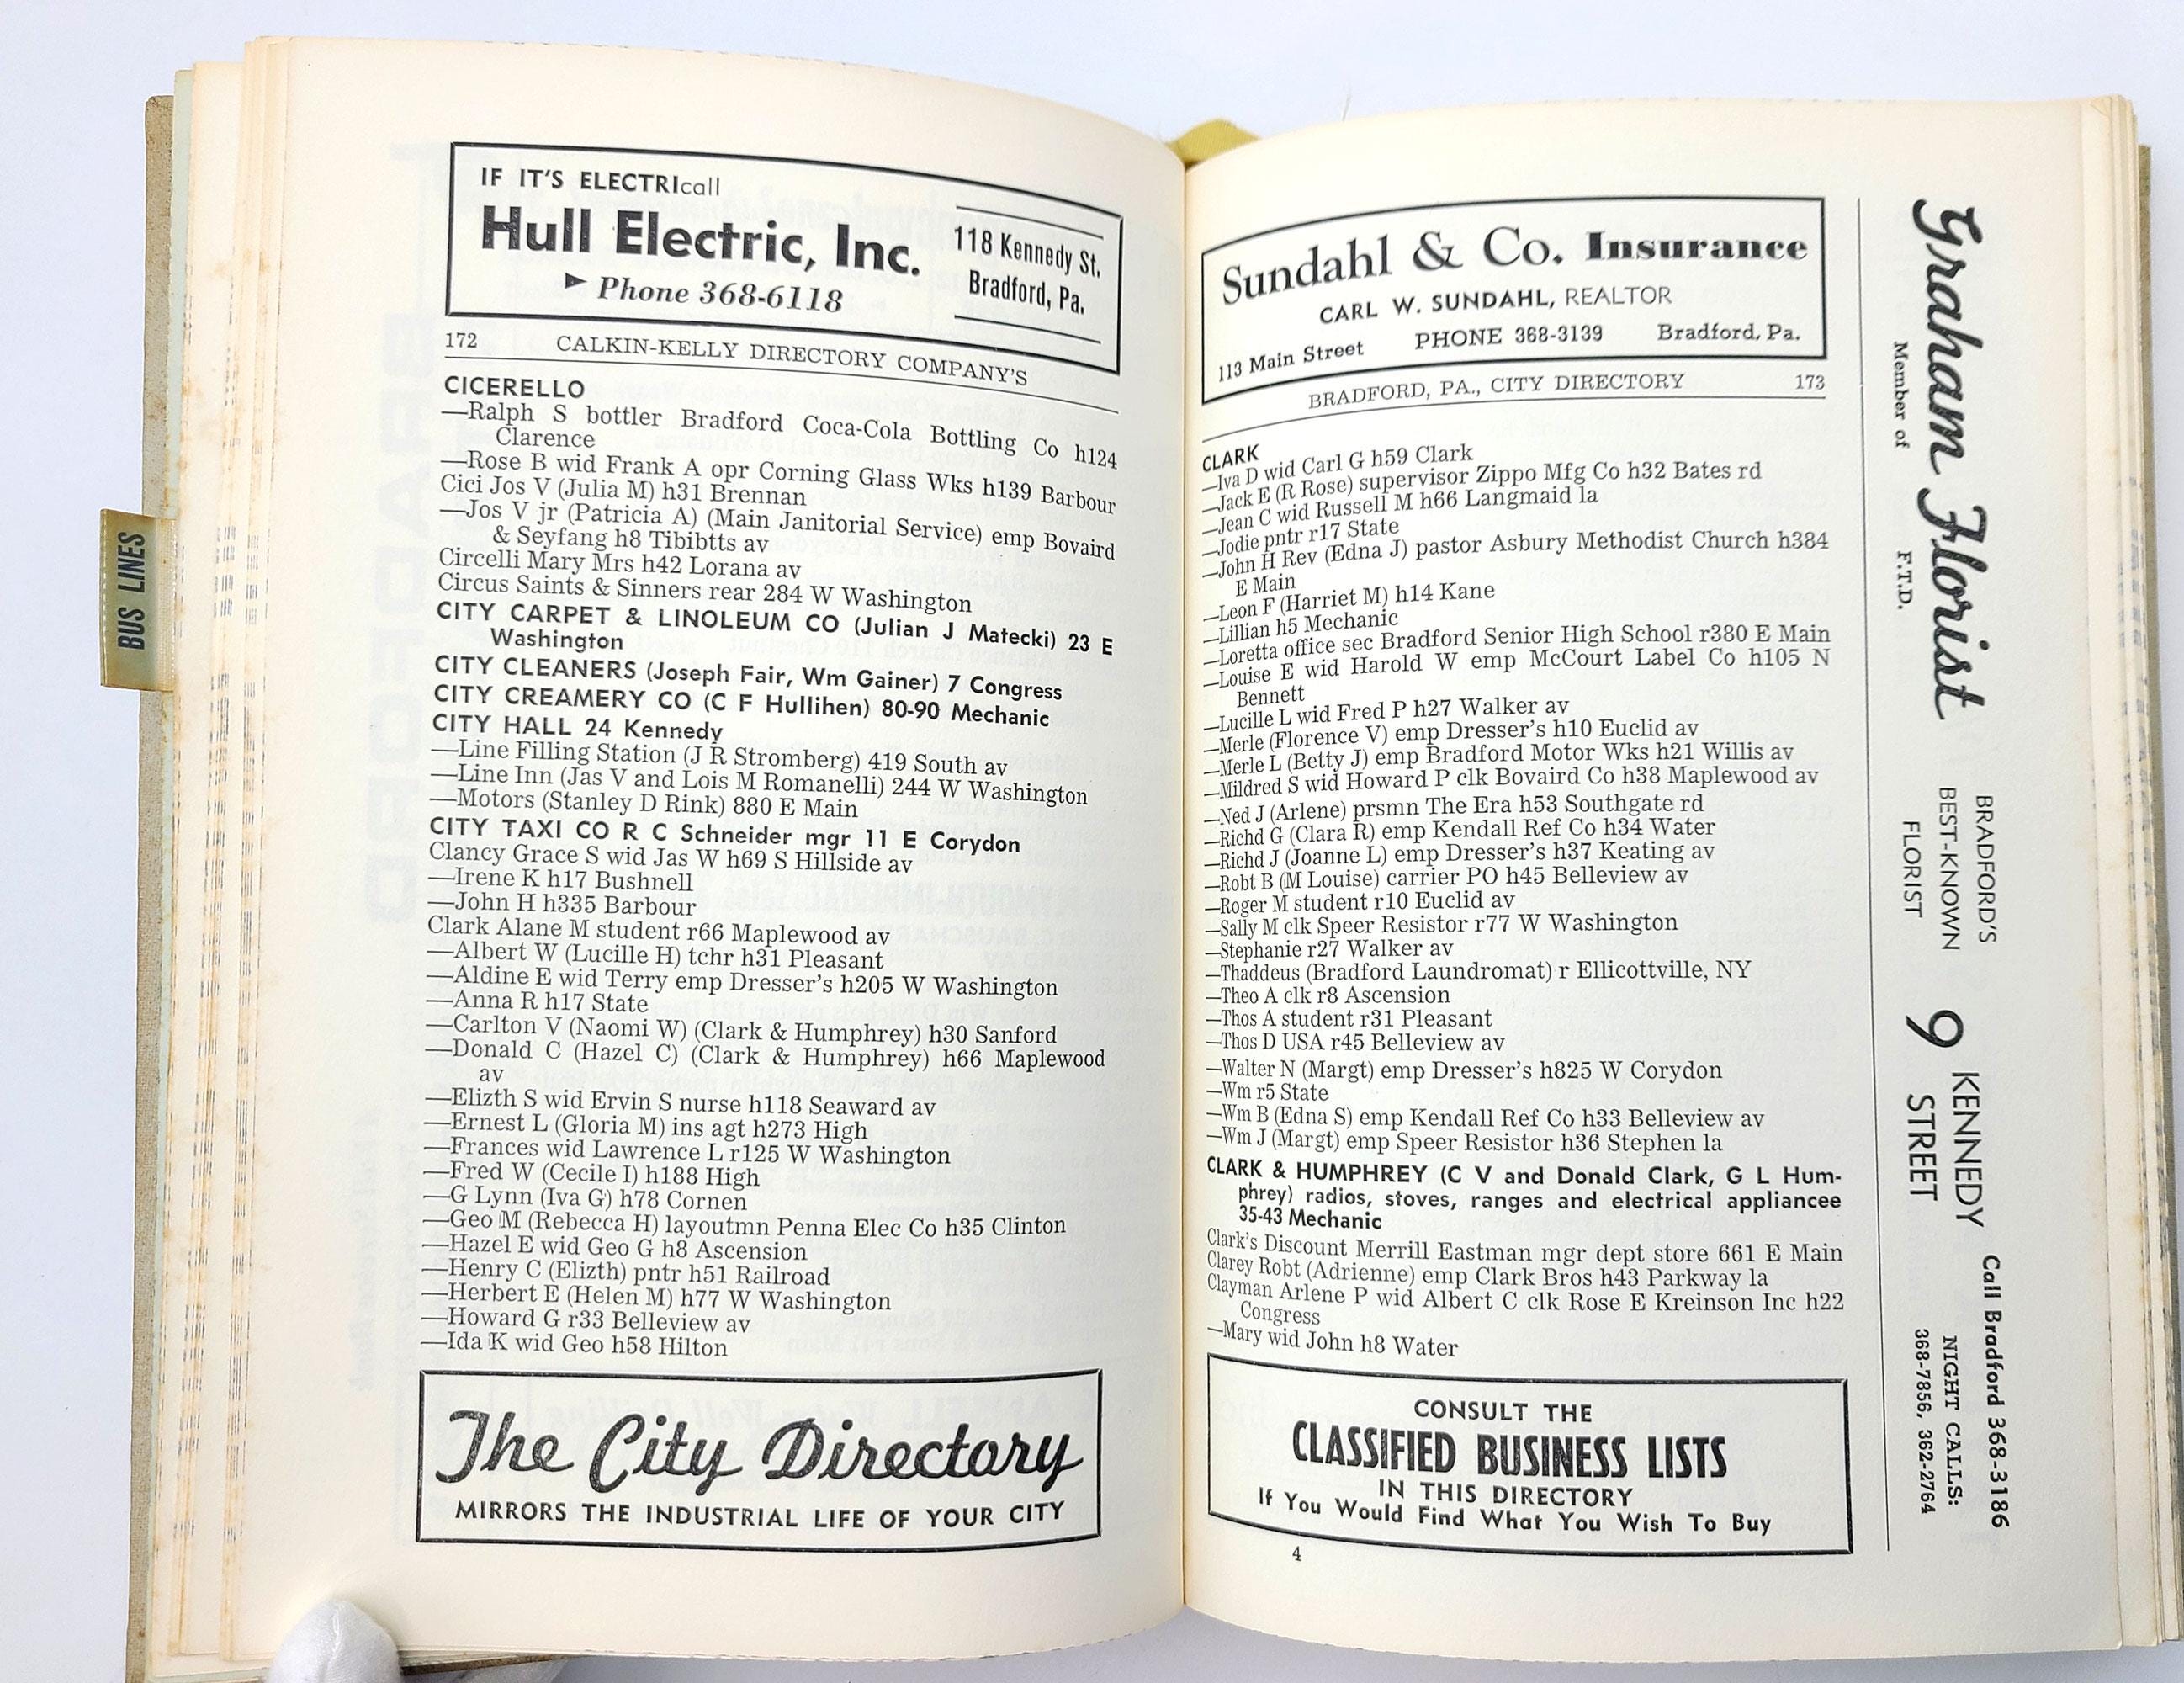 BUS LINES
IF IT'S ELECTRIcall
Hull Electric, Inc.
► Phone 368-6118
118 Kennedy St.
Bradford, Pa.
172 CALKIN-KELLY DIRECTORY COMPANY'S
CICERELLO
—Ralph S bottler Bradford Coca-Cola Bottling Co h124
Clarence
—Rose B wid Frank A opr Corning Glass Wks h139 Barbour
Cici Jos V (Julia M) h31 Brennan
—Jos V jr (Patricia A) (Main Janitorial Service) emp Bovaird
& Seyfang h8 Tibibtts av
Circelli Mary Mrs h42 Lorana av
Circus Saints & Sinners rear 284 W Washington
CITY CARPET & LINOLEUM CO (Julian J Matecki) 23 E
Washington
CITY CLEANERS (Joseph Fair, Wm Gainer) 7 Congress
CITY CREAMERY CO (C F Hullihen) 80-90 Mechanic
CITY HALL 24 Kennedy
—Line Filling Station (J R Stromberg) 419 South av
—Line Inn (Jas V and Lois M Romanelli) 244 W Washington
—Motors (Stanley D Rink) 880 E Main
CITY TAXI CO R C Schneider mgr 11 E Corydon
Clancy Grace S wid Jas W h69 S Hillside av
—Irene K h17 Bushnell
—John H h335 Barbour
Clark Alane M student r66 Maplewood av
—Albert W (Lucille H) tchr h31 Pleasant
—Aldine E wid Terry emp Dresser's h205 W Washington
—Anna R h17 State
—Carlton V (Naomi W) (Clark & Humphrey) h30 Sanford
—Donald C (Hazel C) (Clark & Humphrey) h66 Maplewood
av
—Elizth S wid Ervin S nurse h118 Seaward av
—Ernest L (Gloria M) ins agt h273 High
—Frances wid Lawrence L r125 W Washington
—Fred W (Cecile I) h188 High
—G Lynn (Iva G) h78 Cornen
—Geo M (Rebecca H) layoutmn Penna Elec Co h35 Clinton
—Hazel E wid Geo G h8 Ascension
—Henry C (Elizth) pntr h51 Railroad
—Herbert E (Helen M) h77 W Washington
—Howard G r33 Belleview av
—Ida K wid Geo h58 Hilton
The City Directory
MIRRORS THE INDUSTRIAL LIFE OF YOUR CITY
Sundahl & Co. Insurance
CARL W. SUNDAHL, REALTOR
113 Main Street PHONE 368-3139 Bradford, Pa.
BRADFORD, PA., CITY DIRECTORY 173
CLARK
—Iva D wid Carl G h59 Clark
—Jack E (R Rose) supervisor Zippo Mfg Co h32 Bates rd
—Jean C wid Russell M h66 Langmaid la
—Jodie pntr r17 State
—John H Rev (Edna J) pastor Asbury Methodist Church h384
E Main
—Leon F (Harriet M) h14 Kane
—Lillian h5 Mechanic
—Loretta office sec Bradford Senior High School r380 E Main
—Louise E wid Harold W emp McCourt Label Co h105 N
Bennett
—Lucille L wid Fred P h27 Walker av
—Merle (Florence V) emp Dresser's h10 Euclid av
—Merle L (Betty J) emp Bradford Motor Wks h21 Willis av
—Mildred S wid Howard P clk Bovaird Co h38 Maplewood av
—Ned J (Arlene) prsmn The Era h53 Southgate rd
—Richd G (Clara R) emp Kendall Ref Co h34 Water
—Richd J (Joanne L) emp Dresser's h37 Keating av
—Robt B (M Louise) carrier PO h45 Belleview av
—Roger M student r10 Euclid av
—Sally M clk Speer Resistor r77 W Washington
—Stephanie r27 Walker av
—Thaddeus (Bradford Laundromat) r Ellicottville, NY
—Theo A clk r8 Ascension
—Thos A student r31 Pleasant
—Thos D USA r45 Belleview av
—Walter N (Margt) emp Dresser's h825 W Corydon
—Wm r5 State
—Wm B (Edna S) emp Kendall Ref Co h33 Belleview av
—Wm J (Margt) emp Speer Resistor h36 Stephen la
CLARK & HUMPHREY (C V and Donald Clark, G L Hum-
phrey) radios, stoves, ranges and electrical appliancee
35-43 Mechanic
Clark's Discount Merrill Eastman mgr dept store 661 E Main
Clarey Robt (Adrienne) emp Clark Bros h43 Parkway la
Clayman Arlene P wid Albert C clk Rose E Kreinson Inc h22
Congress
—Mary wid John h8 Water
CONSULT THE
CLASSIFIED BUSINESS LISTS
IN THIS DIRECTORY
If You Would Find What You Wish To Buy
4
Graham Florist
Member of F.T.D.
BRADFORD'S
BEST-KNOWN
FLORIST
9 KENNEDY
STREET
Call Bradford 368-3186
NIGHT CALLS:
368-7856, 362-2764